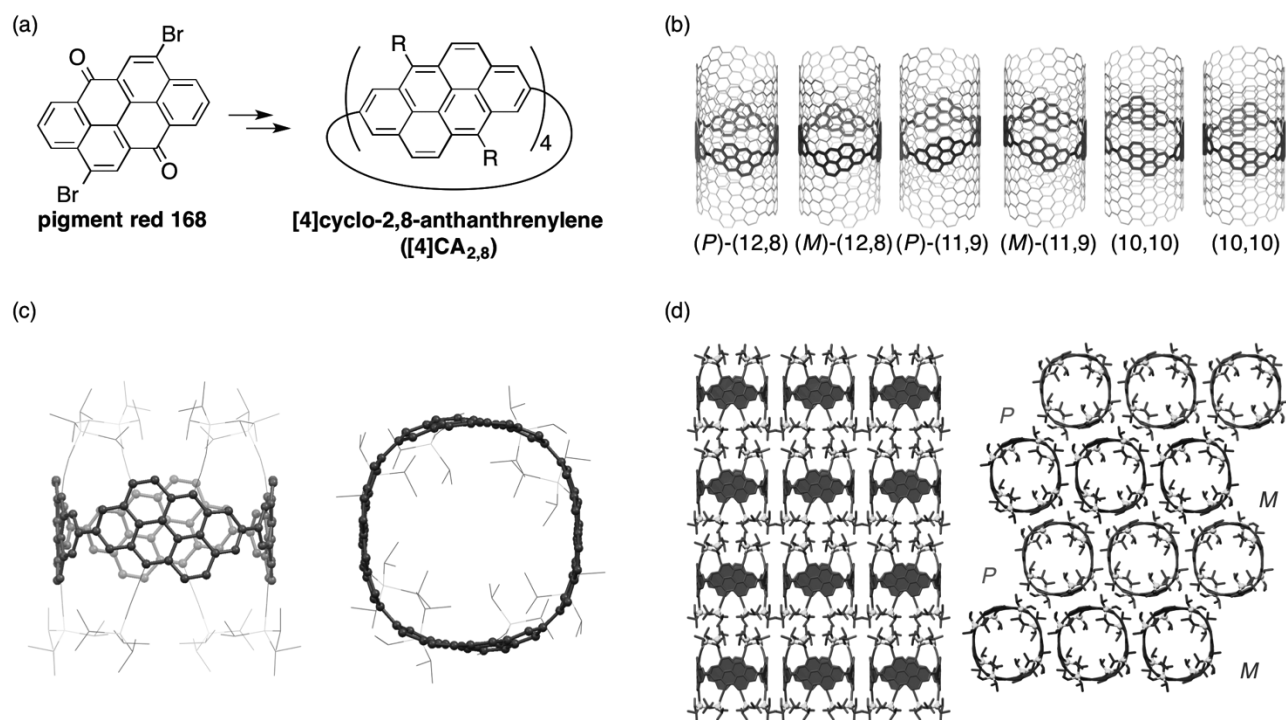 (a)
Br
O
O
Br
pigment red 168
R
R
4
[4]cyclo-2,8-anthanthrenylene
([4]CA2,8)
(b)
(P)-(12,8) (M)-(12,8) (P)-(11,9) (M)-(11,9) (10,10) (10,10)
(c)
(d)
P
M
P
M